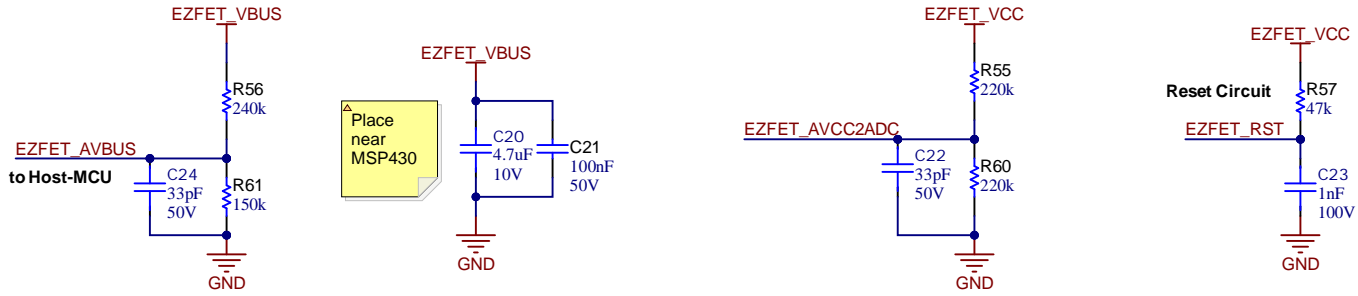 EZFET_VBUS
R56
240k
EZFET_AVBUS
to Host-MCU
C24
33pF
50V
R61
150k
GND
Place
near
MSP430
EZFET_VBUS
C20
4.7uF
10V
C21
100nF
50V
GND
EZFET_VCC
R55
220k
EZFET_AVCC2ADC
C22
33pF
50V
R60
220k
GND
EZFET_VCC
Reset Circuit
R57
47k
EZFET_RST
C23
1nF
100V
GND